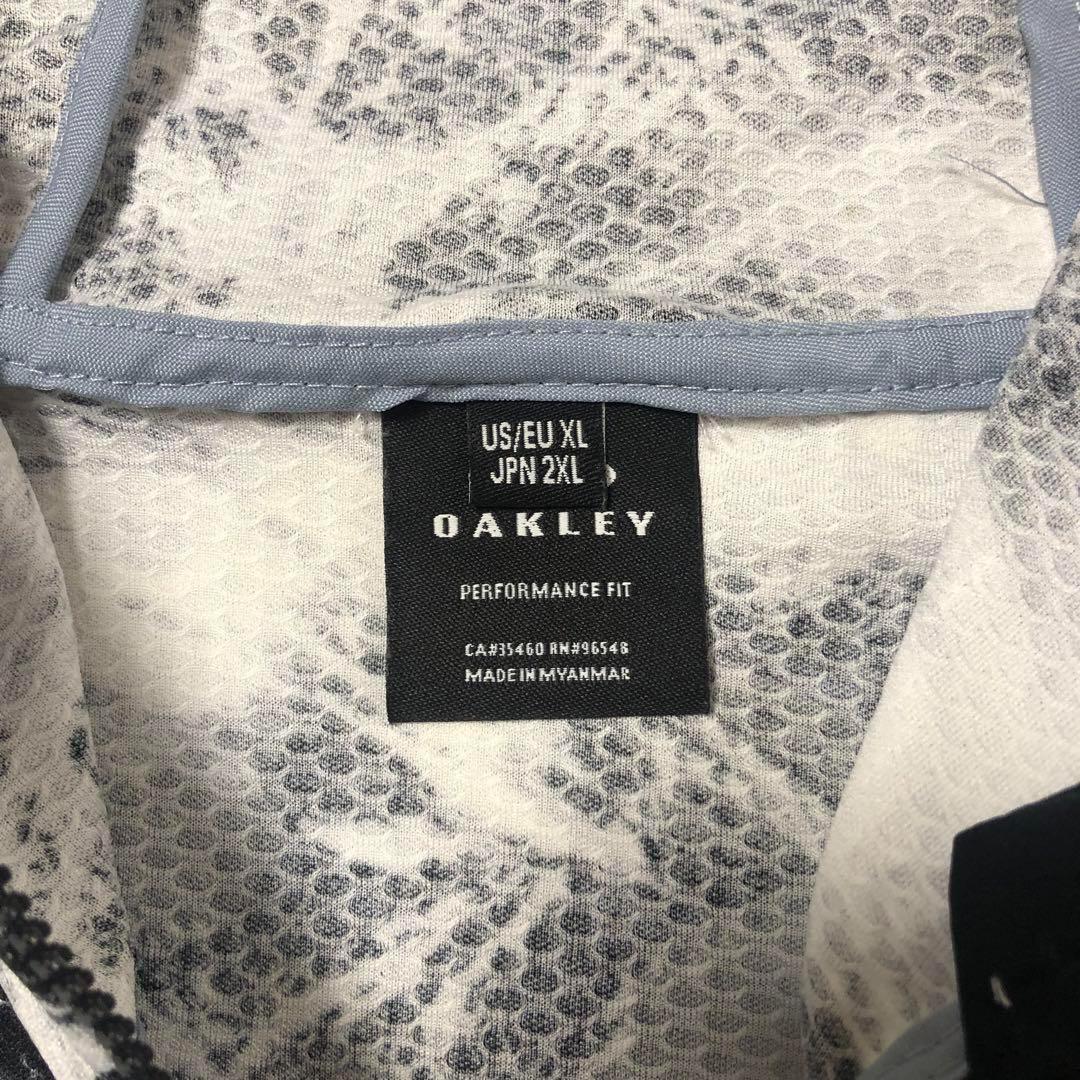 US/EU XL
JPN 2XL
OAKLEY
PERFORMANCE FIT
CA#35460 RN#96548
MADE IN MYANMAR